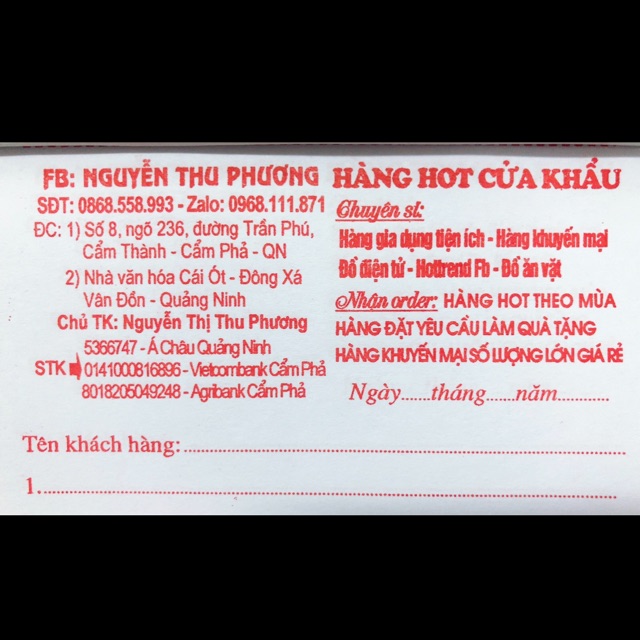 FB: NGUYỄN THU PHƯƠNG
SĐT: 0868.558.993 - Zalo: 0968.111.871
ĐC: 1) Số 8, ngõ 236, đường Trần Phú,
Cẩm Thành - Cẩm Phả - QN
2) Nhà văn hóa Cái Ót - Đông Xá
Vân Đồn - Quảng Ninh
Chủ TK: Nguyễn Thị Thu Phương
5366747 - Á Châu Quảng Ninh
STK 0141000816896 - Vietcombank Cẩm Phả
8018205049248 - Agribank Cẩm Phả
HÀNG HOT CỬA KHẨU
Chuyên sỉ:
Hàng gia dụng tiện ích - Hàng khuyến mại
Đồ điện tử - Hottrend Fb - Đồ ăn vặt
Nhận order: HÀNG HOT THEO MÙA
HÀNG ĐẶT YÊU CẦU LÀM QUÀ TẶNG
HÀNG KHUYẾN MẠI SỐ LƯỢNG LỚN GIÁ RẺ
Ngày......tháng......năm...........
Tên khách hàng:................................................
1................................................................